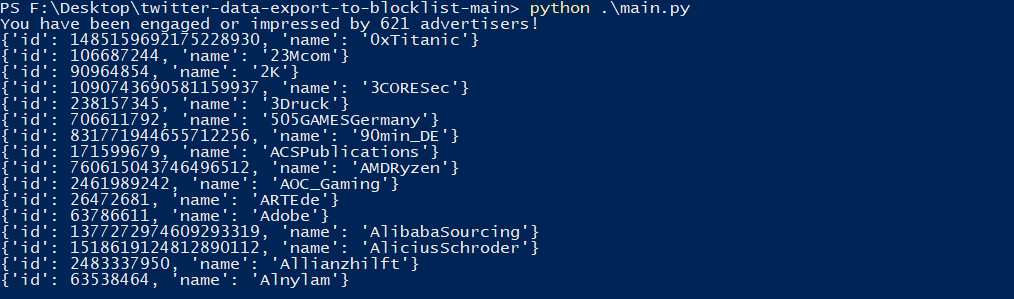 PS F:\Desktop\twitter-data-export-to-blocklist-main> python .\main.py
You have been engaged or impressed by 621 advertisers!
{'id': 1485159692175228930, 'name': '0xTitanic'}
{'id': 106687244, 'name': '23Mcom'}
{'id': 90964854, 'name': '2K'}
{'id': 1090743690581159937, 'name': '3CORESec'}
{'id': 238157345, 'name': '3Druck'}
{'id': 706611792, 'name': '505GAMESGermany'}
{'id': 831771944655712256, 'name': '90min_DE'}
{'id': 171599679, 'name': 'ACSPublications'}
{'id': 760615043746496512, 'name': 'AMDRyzen'}
{'id': 2461989242, 'name': 'AOC_Gaming'}
{'id': 26472681, 'name': 'ARTEde'}
{'id': 63786611, 'name': 'Adobe'}
{'id': 1377272974609293319, 'name': 'AlibabaSourcing'}
{'id': 1518619124812890112, 'name': 'AliciusSchroder'}
{'id': 2483337950, 'name': 'Allianzhilft'}
{'id': 63538464, 'name': 'Alnylam'}